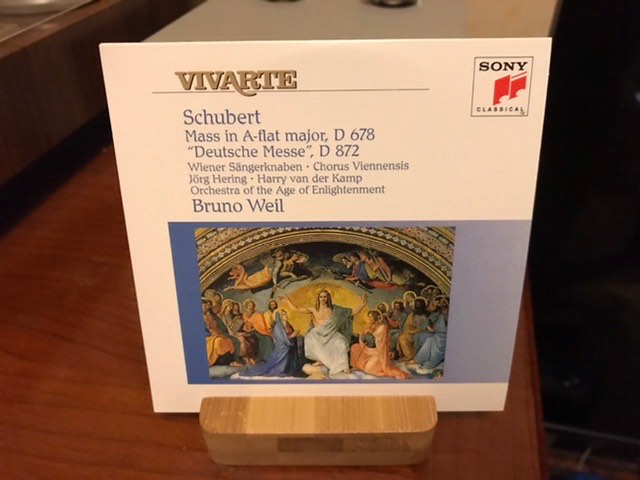 VIVARTE
SONY
CLASSICAL
Schubert
Mass in A-flat major, D 678
"Deutsche Messe", D 872
Wiener Sängerknaben · Chorus Viennensis
Jörg Hering · Harry van der Kamp
Orchestra of the Age of Enlightenment
Bruno Weil